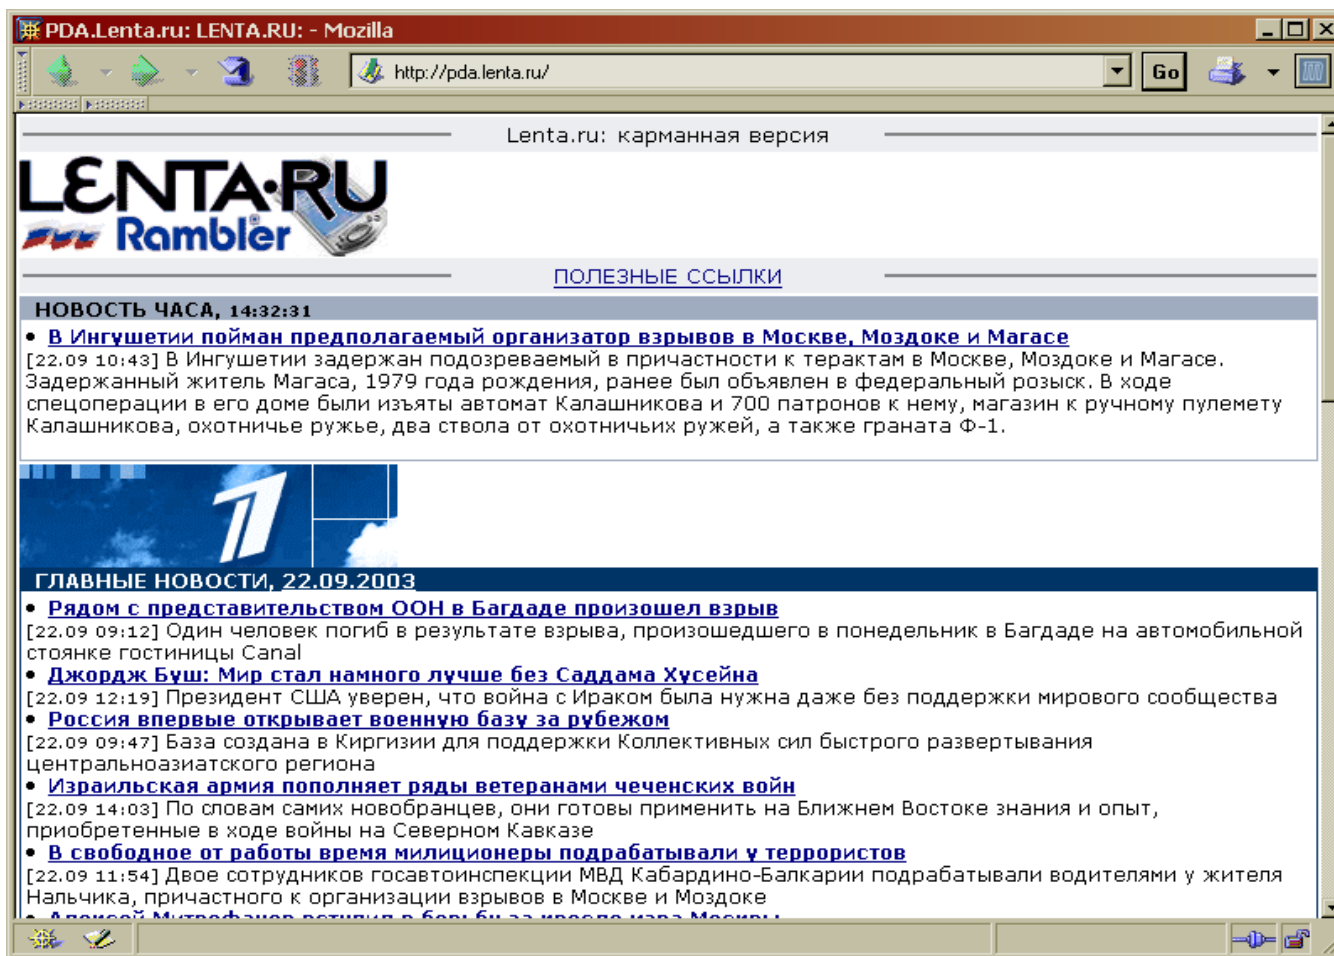 PDA.Lenta.ru: LENTA.RU: - Mozilla
http://pda.lenta.ru/
Go
Lenta.ru: карманная версия
LENTA.RU
Rambler
ПОЛЕЗНЫЕ ССЫЛКИ
НОВОСТЬ ЧАСА, 14:32:31
• В Ингушетии пойман предполагаемый организатор взрывов в Москве, Моздоке и Магасе
[22.09 10:43] В Ингушетии задержан подозреваемый в причастности к терактам в Москве, Моздоке и Магасе.
Задержанный житель Магаса, 1979 года рождения, ранее был объявлен в федеральный розыск. В ходе
спецоперации в его доме были изъяты автомат Калашникова и 700 патронов к нему, магазин к ручному пулемету
Калашникова, охотничье ружье, два ствола от охотничьих ружей, а также граната Ф-1.
1
ГЛАВНЫЕ НОВОСТИ, 22.09.2003
• Рядом с представительством ООН в Багдаде произошел взрыв
[22.09 09:12] Один человек погиб в результате взрыва, произошедшего в понедельник в Багдаде на автомобильной
стоянке гостиницы Canal
• Джордж Буш: Мир стал намного лучше без Саддама Хусейна
[22.09 12:19] Президент США уверен, что война с Ираком была нужна даже без поддержки мирового сообщества
• Россия впервые открывает военную базу за рубежом
[22.09 09:47] База создана в Киргизии для поддержки Коллективных сил быстрого развертывания
центральноазиатского региона
• Израильская армия пополняет ряды ветеранами чеченских войн
[22.09 14:03] По словам самих новобранцев, они готовы применить на Ближнем Востоке знания и опыт,
приобретенные в ходе войны на Северном Кавказе
• В свободное от работы время милиционеры подрабатывали у террористов
[22.09 11:54] Двое сотрудников госавтоинспекции МВД Кабардино-Балкарии подрабатывали водителями у жителя
Нальчика, причастного к организации взрывов в Москве и Моздоке
• Алексей Митрофанов вступил в борьбу за кресло мэра Москвы